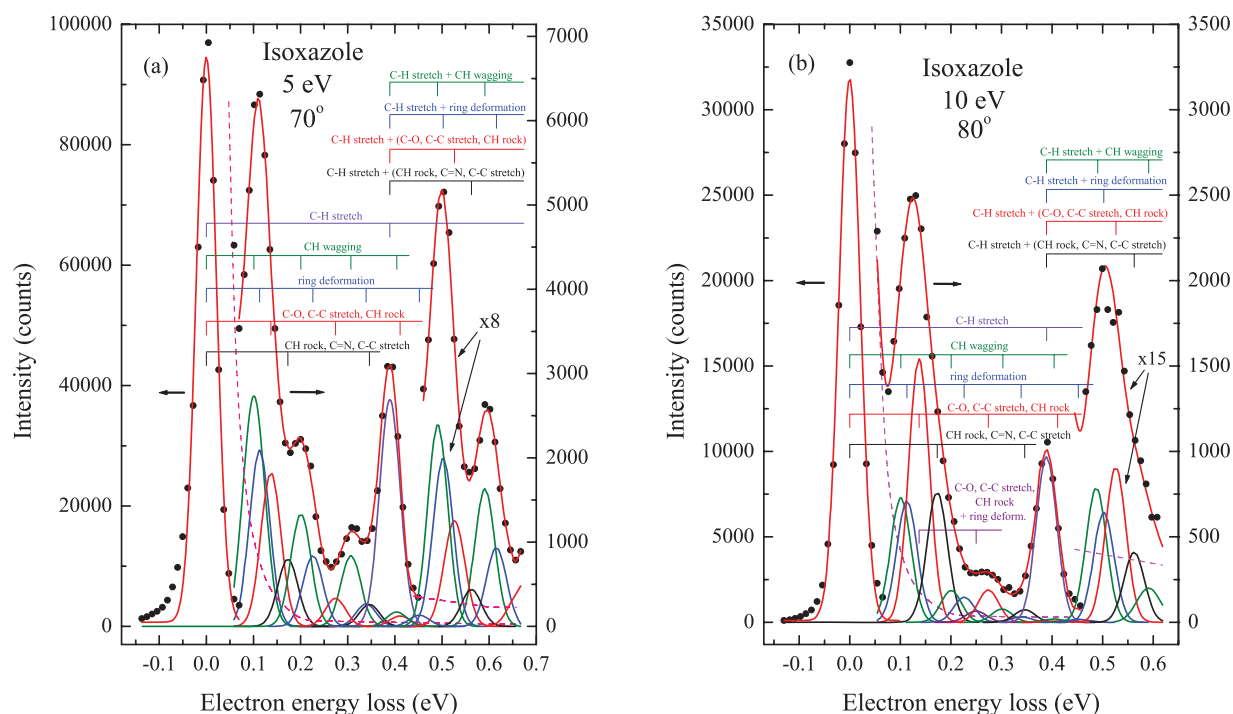 (a)
Isoxazole
5 eV
70°
C-H stretch + CH wagging
C-H stretch + ring deformation
C-H stretch + (C-O, C-C stretch, CH rock)
C-H stretch + (CH rock, C=N, C-C stretch)
C-H stretch
CH wagging
ring deformation
x8
C-O, C-C stretch, CH rock
CH rock, C=N, C-C stretch
100000
80000
60000
40000
20000
0
7000
6000
5000
4000
3000
2000
1000
0
-0.1 0.0 0.1 0.2 0.3 0.4 0.5 0.6 0.7
Intensity (counts)
Electron energy loss (eV)
(b)
Isoxazole
10 eV
80°
C-H stretch + CH wagging
C-H stretch + ring deformation
C-H stretch + (C-O, C-C stretch, CH rock)
C-H stretch + (CH rock, C=N, C-C stretch)
C-H stretch
CH wagging
x15
ring deformation
C-O, C-C stretch, CH rock
CH rock, C=N, C-C stretch
C-O, C-C stretch,
CH rock
+ ring deform.
35000
30000
25000
20000
15000
10000
5000
0
3500
3000
2500
2000
1500
1000
500
0
-0.1 0.0 0.1 0.2 0.3 0.4 0.5 0.6
Intensity (counts)
Electron energy loss (eV)